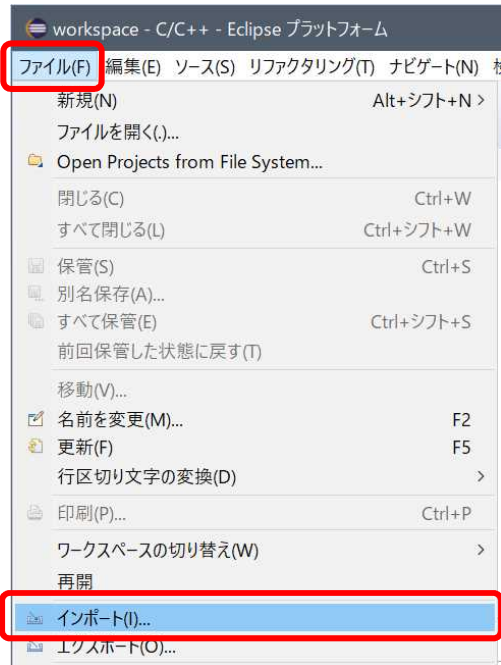 workspace - C/C++ - Eclipse プラットフォーム
ファイル(F) 編集(E) ソース(S) リファクタリング(T) ナビゲート(N)
新規(N) Alt+シフト+N >
ファイルを開く(.)...
Open Projects from File System...
閉じる(C) Ctrl+W
すべて閉じる(L) Ctrl+シフト+W
保管(S) Ctrl+S
別名保存(A)...
すべて保管(E) Ctrl+シフト+S
前回保管した状態に戻す(T)
移動(V)...
名前を変更(M)... F2
更新(F) F5
行区切り文字の変換(D) >
印刷(P)... Ctrl+P
ワークスペースの切り替え(W) >
再開
インポート(I)...
エクスポート(O)...